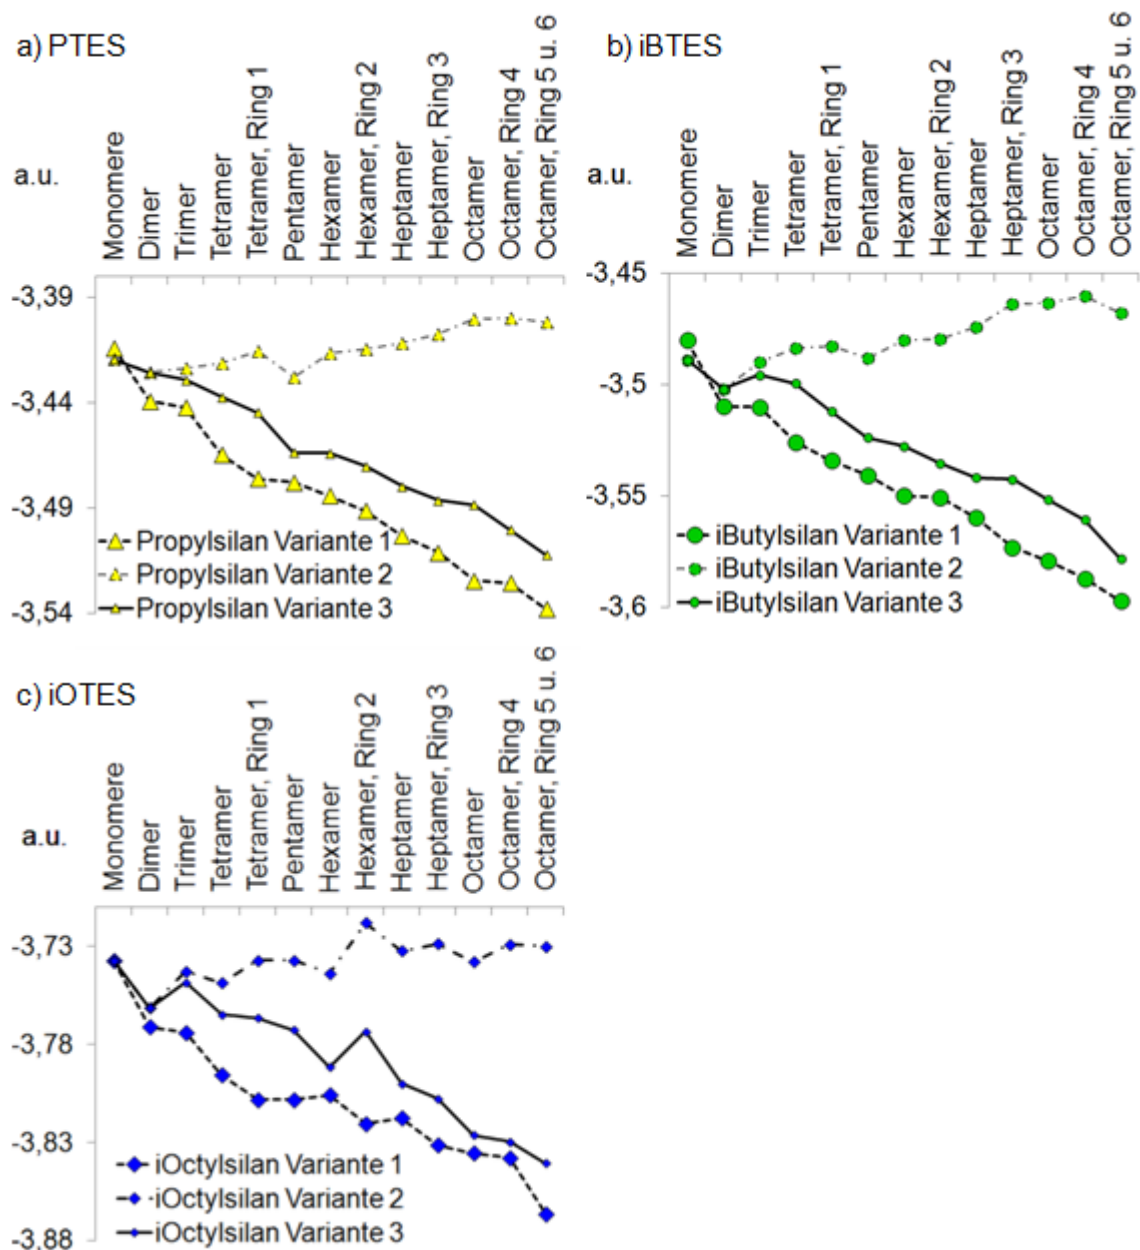 a) PTES
a.u.
Monomere
Dimer
Trimer
Tetramer
Tetramer, Ring 1
Pentamer
Hexamer
Hexamer, Ring 2
Heptamer
Heptamer, Ring 3
Octamer
Octamer, Ring 4
Octamer, Ring 5 u. 6
-3,39
-3,44
-3,49
-3,54
Propylsilan Variante 1
Propylsilan Variante 2
Propylsilan Variante 3
b) iBTES
a.u.
Monomere
Dimer
Trimer
Tetramer
Tetramer, Ring 1
Pentamer
Hexamer
Hexamer, Ring 2
Heptamer
Heptamer, Ring 3
Octamer
Octamer, Ring 4
Octamer, Ring 5 u. 6
-3,45
-3,5
-3,55
-3,6
iButylsilan Variante 1
iButylsilan Variante 2
iButylsilan Variante 3
c) iOTES
a.u.
Monomere
Dimer
Trimer
Tetramer
Tetramer, Ring 1
Pentamer
Hexamer
Hexamer, Ring 2
Heptamer
Heptamer, Ring 3
Octamer
Octamer, Ring 4
Octamer, Ring 5 u. 6
-3,73
-3,78
-3,83
-3,88
iOctylsilan Variante 1
iOctylsilan Variante 2
iOctylsilan Variante 3